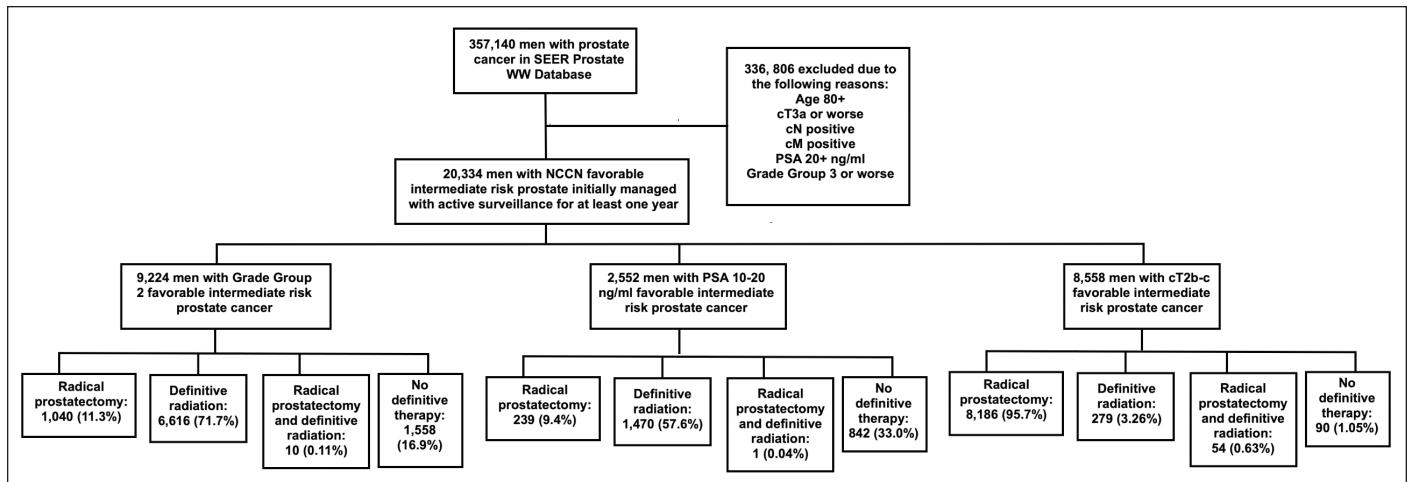 357,140 men with prostate
cancer in SEER Prostate
WW Database
336, 806 excluded due to
the following reasons:
Age 80+
cT3a or worse
cN positive
cM positive
PSA 20+ ng/ml
Grade Group 3 or worse
20,334 men with NCCN favorable
intermediate risk prostate initially managed
with active surveillance for at least one year
9,224 men with Grade Group
2 favorable intermediate risk
prostate cancer
2,552 men with PSA 10-20
ng/ml favorable intermediate
risk prostate cancer
8,558 men with cT2b-c
favorable intermediate
risk prostate cancer
Radical
prostatectomy:
1,040 (11.3%)
Definitive
radiation:
6,616 (71.7%)
Radical
prostatectomy
and definitive
radiation:
10 (0.11%)
No
definitive
therapy:
1,558
(16.9%)
Radical
prostatectomy:
239 (9.4%)
Definitive
radiation:
1,470 (57.6%)
Radical
prostatectomy
and definitive
radiation:
1 (0.04%)
No
definitive
therapy:
842 (33.0%)
Radical
prostatectomy:
8,186 (95.7%)
Definitive
radiation:
279 (3.26%)
Radical
prostatectomy
and definitive
radiation:
54 (0.63%)
No
definitive
therapy:
90 (1.05%)